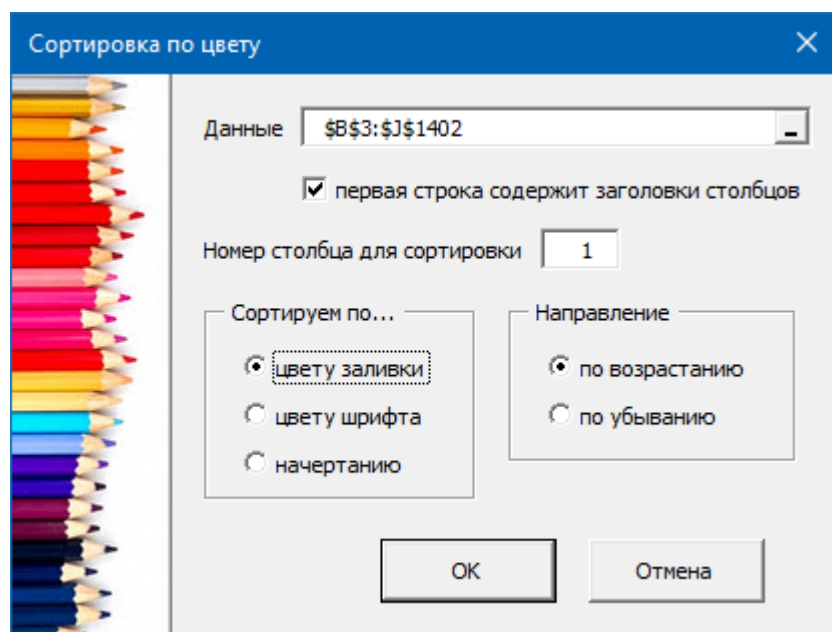 Сортировка по цвету
Данные $B$3:$J$1402
первая строка содержит заголовки столбцов
Номер столбца для сортировки 1
Сортируем по...
цвету заливки
цвету шрифта
начертанию
Направление
по возрастанию
по убыванию
OK Отмена